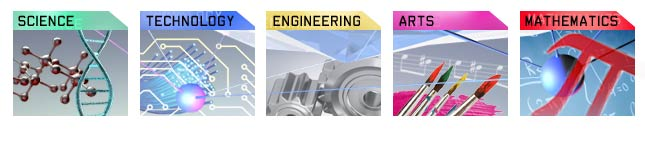 SCIENCE
TECHNOLOGY
ENGINEERING
ARTS
MATHEMATICS